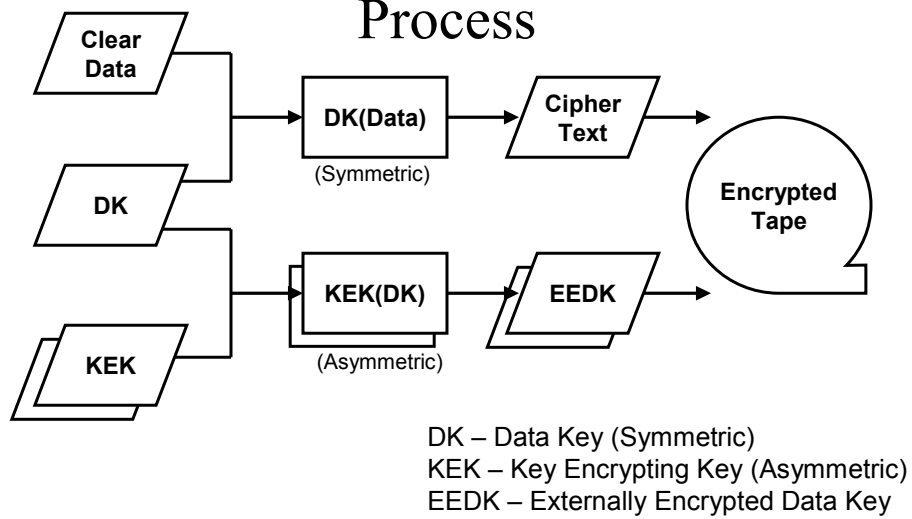 Process
Clear
Data
DK(Data)
(Symmetric)
Cipher
Text
DK
Encrypted
Tape
KEK(DK)
(Asymmetric)
EEDK
KEK
DK – Data Key (Symmetric)
KEK – Key Encrypting Key (Asymmetric)
EEDK – Externally Encrypted Data Key